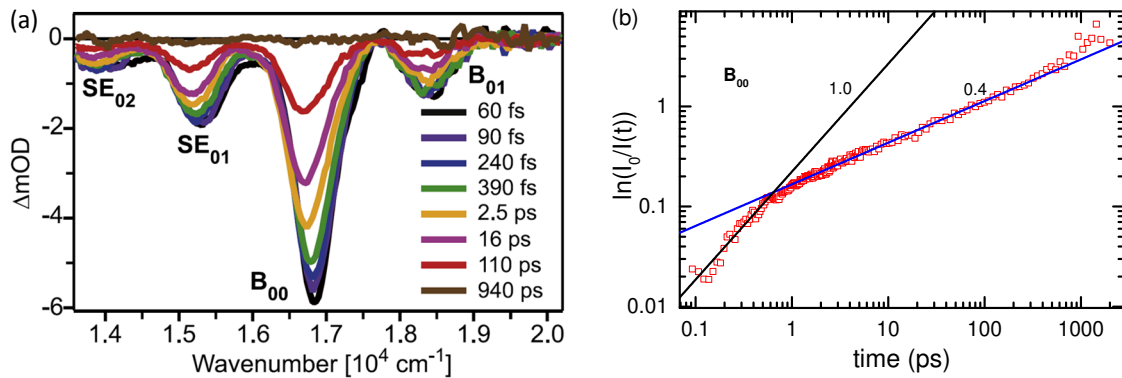 (a)
0
-2
-4
-6
ΔmOD
SE₀₂
SE₀₁
B₀₀
B₀₁
60 fs
90 fs
240 fs
390 fs
2.5 ps
16 ps
110 ps
940 ps
1.4 1.5 1.6 1.7 1.8 1.9 2.0
Wavenumber [10⁴ cm⁻¹]
(b)
B₀₀
1.0
0.4
1
0.1
0.01
ln(I₀/I(t))
0.1 1 10 100 1000
time (ps)